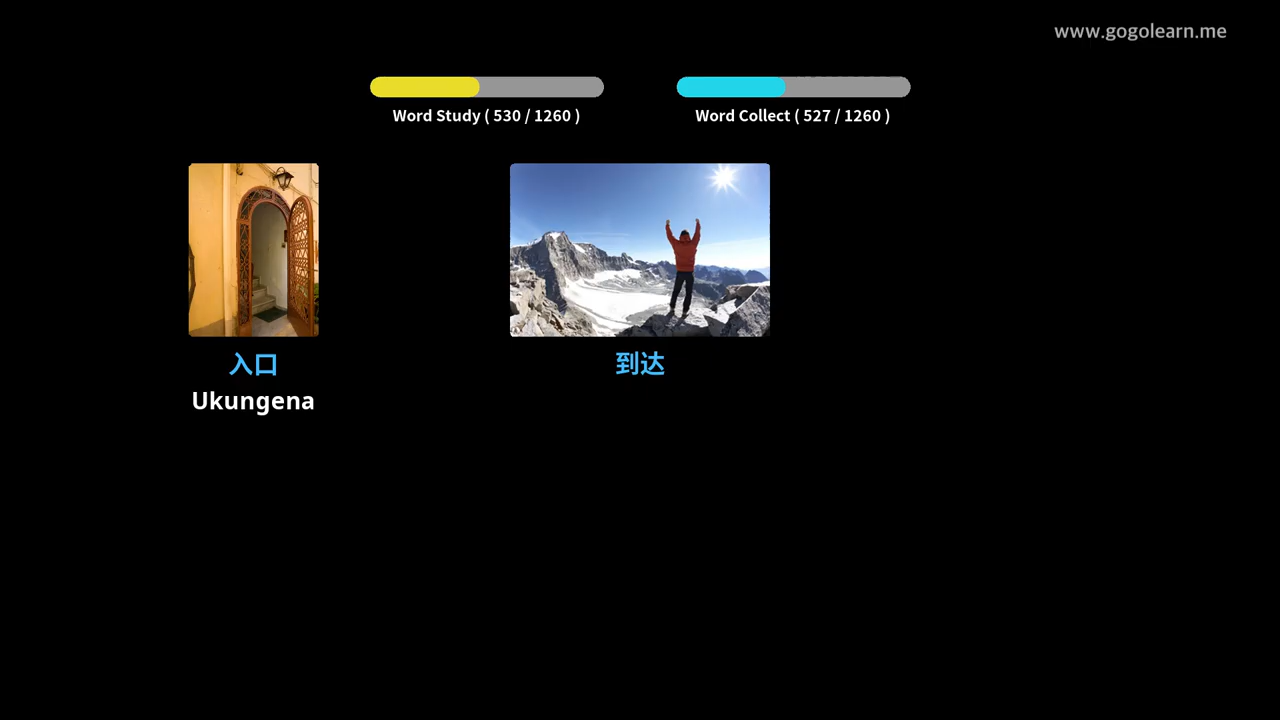 www.gogolearn.me
Word Study ( 530 / 1260 )
Word Collect ( 527 / 1260 )
入口
Ukungena
到达